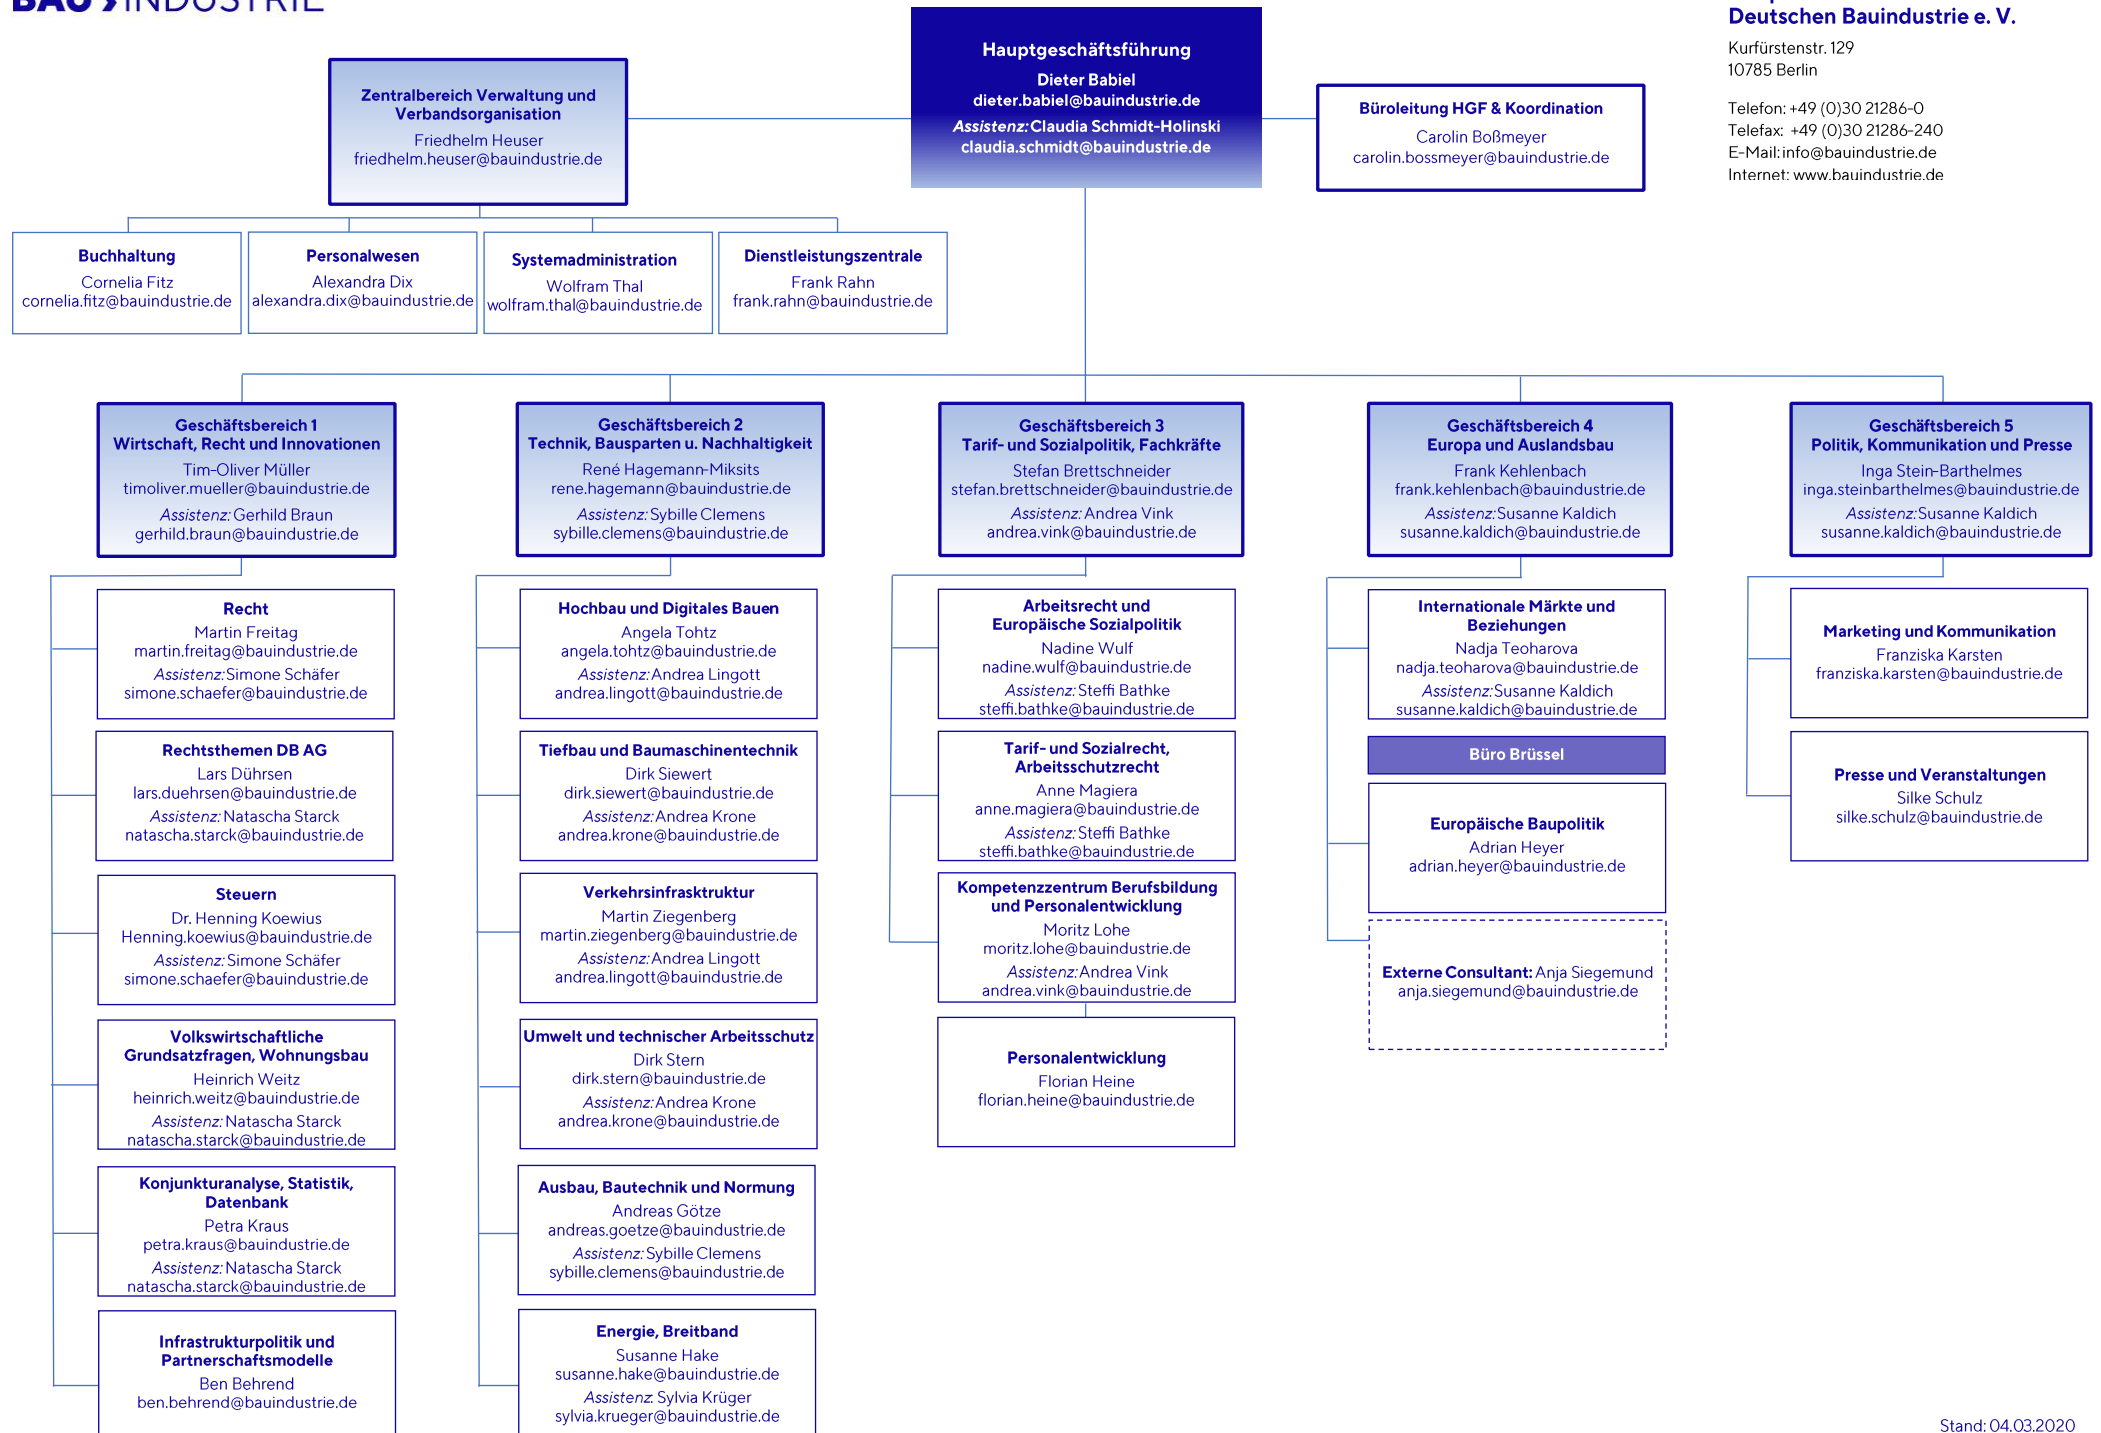 BAU INDUSTRIE
Deutschen Bauindustrie e. V.
Kurfürstenstr. 129
10785 Berlin
Telefon: +49 (0)30 21286-0
Telefax: +49 (0)30 21286-240
E-Mail: info@bauindustrie.de
Internet: www.bauindustrie.de
Hauptgeschäftsführung
Dieter Babiel
dieter.babiel@bauindustrie.de
Assistenz: Claudia Schmidt-Holinski
claudia.schmidt@bauindustrie.de
Zentralbereich Verwaltung und
Verbandsorganisation
Friedhelm Heuser
friedhelm.heuser@bauindustrie.de
Büroleitung HGF & Koordination
Carolin Boßmeyer
carolin.bossmeyer@bauindustrie.de
Buchhaltung
Cornelia Fitz
cornelia.fitz@bauindustrie.de
Personalwesen
Alexandra Dix
alexandra.dix@bauindustrie.de
Systemadministration
Wolfram Thal
wolfram.thal@bauindustrie.de
Dienstleistungszentrale
Frank Rahn
frank.rahn@bauindustrie.de
Geschäftsbereich 1
Wirtschaft, Recht und Innovationen
Tim-Oliver Müller
timoliver.mueller@bauindustrie.de
Assistenz: Gerhild Braun
gerhild.braun@bauindustrie.de
Recht
Martin Freitag
martin.freitag@bauindustrie.de
Assistenz: Simone Schäfer
simone.schaefer@bauindustrie.de
Rechtsthemen DB AG
Lars Dührsen
lars.duehrsen@bauindustrie.de
Assistenz: Natascha Starck
natascha.starck@bauindustrie.de
Steuern
Dr. Henning Koewius
Henning.koewius@bauindustrie.de
Assistenz: Simone Schäfer
simone.schaefer@bauindustrie.de
Volkswirtschaftliche
Grundsatzfragen, Wohnungsbau
Heinrich Weitz
heinrich.weitz@bauindustrie.de
Assistenz: Natascha Starck
natascha.starck@bauindustrie.de
Konjunkturanalyse, Statistik,
Datenbank
Petra Kraus
petra.kraus@bauindustrie.de
Assistenz: Natascha Starck
natascha.starck@bauindustrie.de
Infrastrukturpolitik und
Partnerschaftsmodelle
Ben Behrend
ben.behrend@bauindustrie.de
Geschäftsbereich 2
Technik, Bausparten u. Nachhaltigkeit
René Hagemann-Miksits
rene.hagemann@bauindustrie.de
Assistenz: Sybille Clemens
sybille.clemens@bauindustrie.de
Hochbau und Digitales Bauen
Angela Tohtz
angela.tohtz@bauindustrie.de
Assistenz: Andrea Lingott
andrea.lingott@bauindustrie.de
Tiefbau und Baumaschinentechnik
Dirk Siewert
dirk.siewert@bauindustrie.de
Assistenz: Andrea Krone
andrea.krone@bauindustrie.de
Verkehrsinfrasktruktur
Martin Ziegenberg
martin.ziegenberg@bauindustrie.de
Assistenz: Andrea Lingott
andrea.lingott@bauindustrie.de
Umwelt und technischer Arbeitsschutz
Dirk Stern
dirk.stern@bauindustrie.de
Assistenz: Andrea Krone
andrea.krone@bauindustrie.de
Ausbau, Bautechnik und Normung
Andreas Götze
andreas.goetze@bauindustrie.de
Assistenz: Sybille Clemens
sybille.clemens@bauindustrie.de
Energie, Breitband
Susanne Hake
susanne.hake@bauindustrie.de
Assistenz. Sylvia Krüger
sylvia.krueger@bauindustrie.de
Geschäftsbereich 3
Tarif- und Sozialpolitik, Fachkräfte
Stefan Brettschneider
stefan.brettschneider@bauindustrie.de
Assistenz: Andrea Vink
andrea.vink@bauindustrie.de
Arbeitsrecht und
Europäische Sozialpolitik
Nadine Wulf
nadine.wulf@bauindustrie.de
Assistenz: Steffi Bathke
steffi.bathke@bauindustrie.de
Tarif- und Sozialrecht,
Arbeitsschutzrecht
Anne Magiera
anne.magiera@bauindustrie.de
Assistenz: Steffi Bathke
steffi.bathke@bauindustrie.de
Kompetenzzentrum Berufsbildung
und Personalentwicklung
Moritz Lohe
moritz.lohe@bauindustrie.de
Assistenz: Andrea Vink
andrea.vink@bauindustrie.de
Personalentwicklung
Florian Heine
florian.heine@bauindustrie.de
Geschäftsbereich 4
Europa und Auslandsbau
Frank Kehlenbach
frank.kehlenbach@bauindustrie.de
Assistenz: Susanne Kaldich
susanne.kaldich@bauindustrie.de
Internationale Märkte und
Beziehungen
Nadja Teoharova
nadja.teoharova@bauindustrie.de
Assistenz: Susanne Kaldich
susanne.kaldich@bauindustrie.de
Büro Brüssel
Europäische Baupolitik
Adrian Heyer
adrian.heyer@bauindustrie.de
Externe Consultant: Anja Siegemund
anja.siegemund@bauindustrie.de
Geschäftsbereich 5
Politik, Kommunikation und Presse
Inga Stein-Barthelmes
inga.steinbarthelmes@bauindustrie.de
Assistenz: Susanne Kaldich
susanne.kaldich@bauindustrie.de
Marketing und Kommunikation
Franziska Karsten
franziska.karsten@bauindustrie.de
Presse und Veranstaltungen
Silke Schulz
silke.schulz@bauindustrie.de
Stand: 04.03.2020